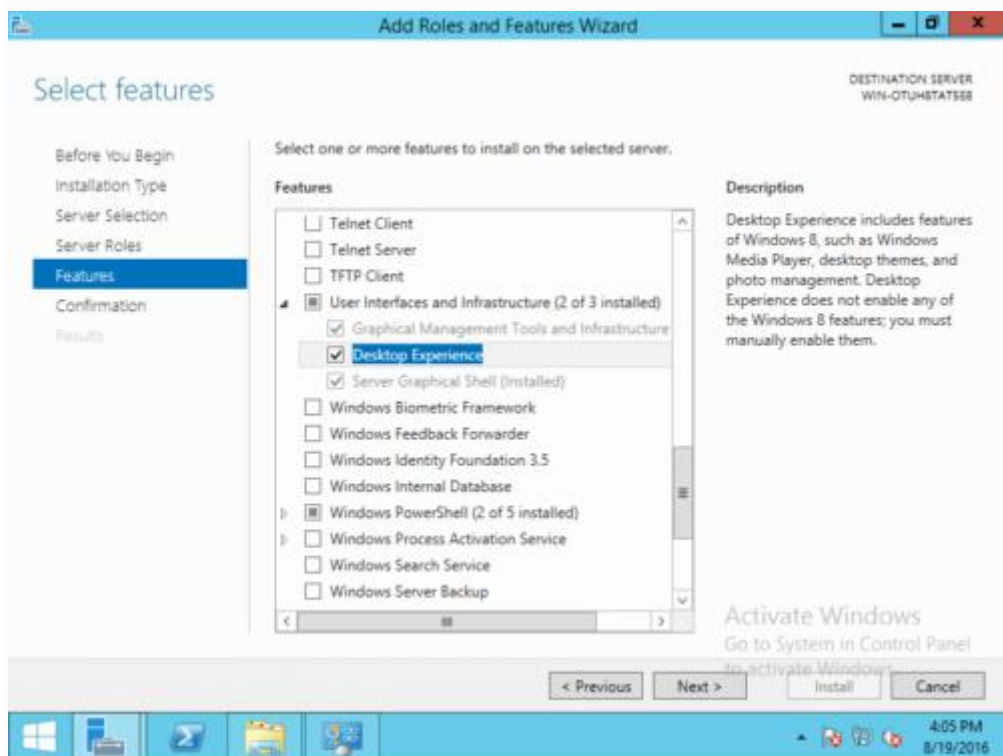 Add Roles and Features Wizard
Select features
DESTINATION SERVER
Before You Begin
Installation Type
Server Selection
Server Roles
Features
Confirmation
Results
Select one or more features to install on the selected server.
Features
Telnet Client
Telnet Server
TFTP Client
User Interfaces and Infrastructure (2 of 3 installed)
Graphical Management Tools and Infrastructure
Desktop Experience
Server Graphical Shell (Installed)
Windows Biometric Framework
Windows Feedback Forwarder
Windows Identity Foundation 3.5
Windows Internal Database
Windows PowerShell (2 of 5 installed)
Windows Process Activation Service
Windows Search Service
Windows Server Backup
Description
Desktop Experience includes features
of Windows 8, such as Windows
Media Player, desktop themes, and
photo management. Desktop
Experience does not enable any of
the Windows 8 features; you must
manually enable them.
Activate Windows
Go to System in Control Panel
to activate Windows.
< Previous
Next >
Install
Cancel
4:05 PM
8/19/2016